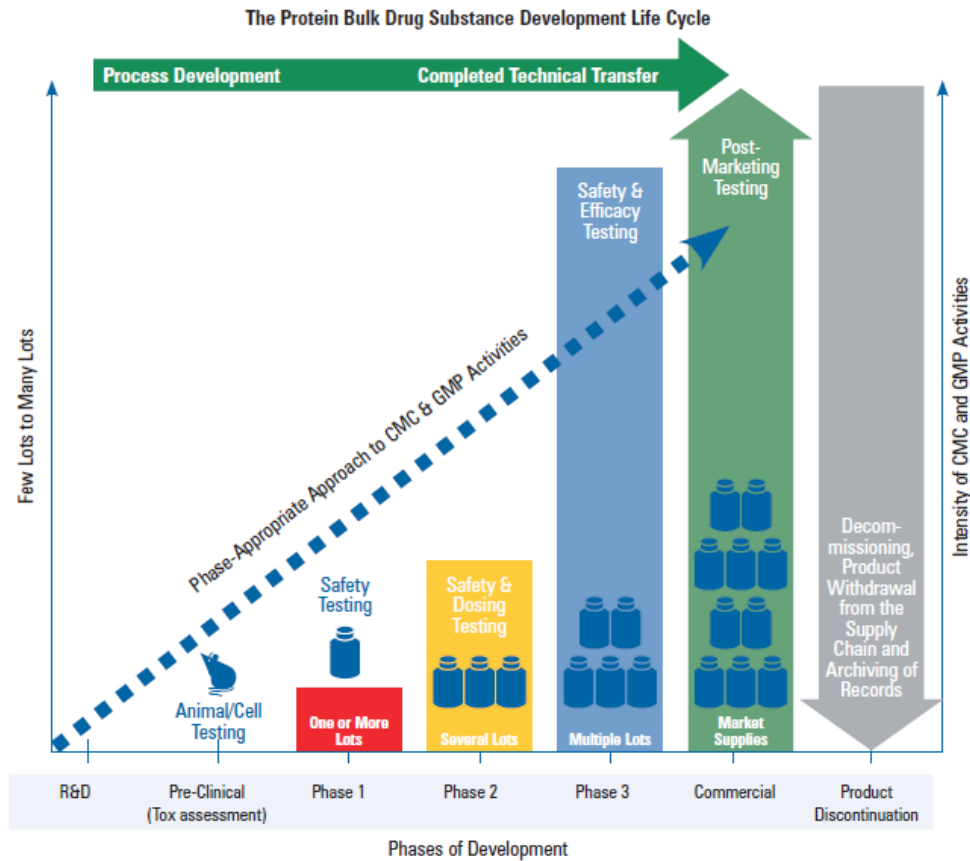 The Protein Bulk Drug Substance Development Life Cycle
Process Development
Completed Technical Transfer
Few Lots to Many Lots
Intensity of CMC and GMP Activities
Phase-Appropriate Approach to CMC & GMP Activities
Animal/Cell
Testing
Safety
Testing
One or More
Lots
Safety &
Dosing
Testing
Several Lots
Safety &
Efficacy
Testing
Multiple Lots
Post-
Marketing
Testing
Market
Supplies
Decom-
missioning,
Product
Withdrawal
from the
Supply
Chain and
Archiving of
Records
R&D
Pre-Clinical
(Tox assessment)
Phase 1
Phase 2
Phase 3
Commercial
Product
Discontinuation
Phases of Development